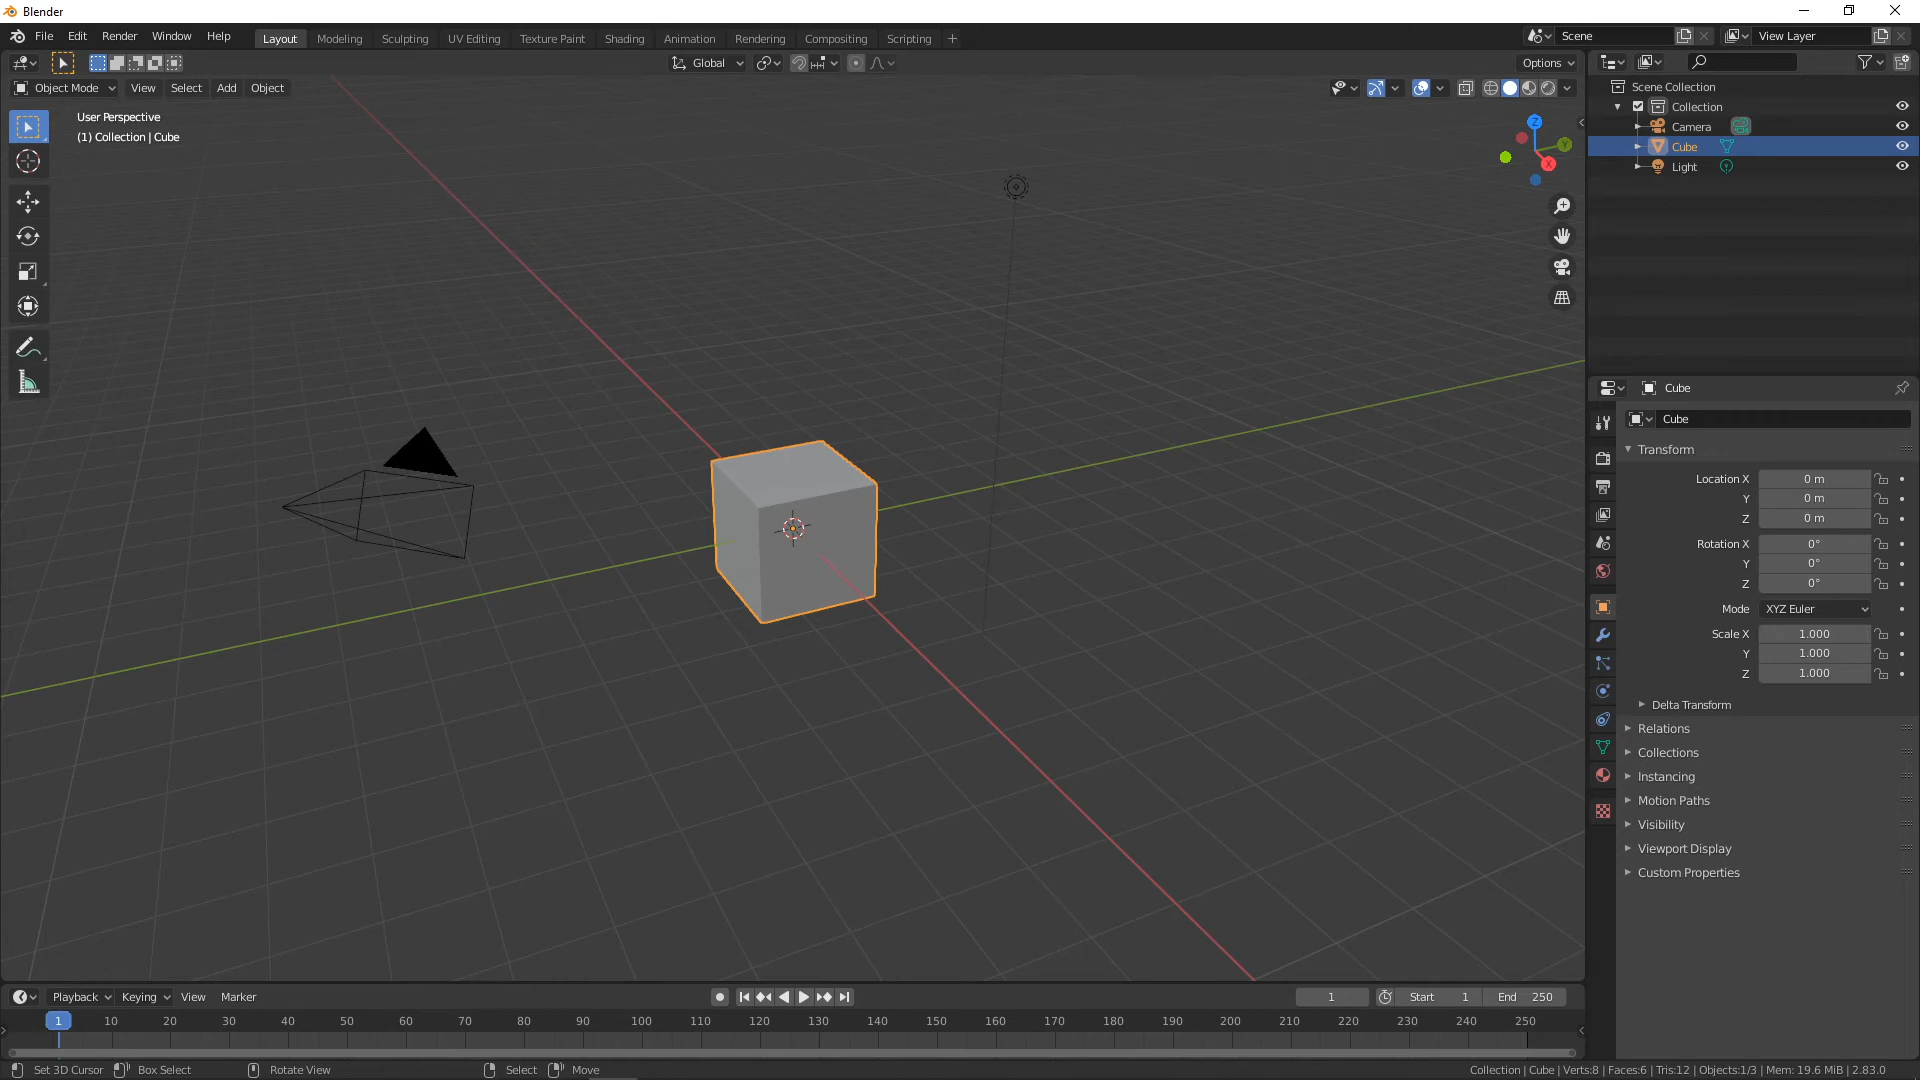 Blender
File Edit Render Window Help Layout Modeling Sculpting UV Editing Texture Paint Shading Animation Rendering Compositing Scripting Scene View Layer
Global Options
Object Mode View Select Add Object
User Perspective
(1) Collection | Cube
Z
Y
X
Scene Collection
Collection
Camera
Cube
Light
Cube
Cube
Transform
Location X 0 m
Y 0 m
Z 0 m
Rotation X 0°
Y 0°
Z 0°
Mode XYZ Euler
Scale X 1.000
Y 1.000
Z 1.000
Delta Transform
Relations
Collections
Instancing
Motion Paths
Visibility
Viewport Display
Custom Properties
Playback Keying View Marker 1 Start 1 End 250
1 10 20 30 40 50 60 70 80 90 100 110 120 130 140 150 160 170 180 190 200 210 220 230 240 250
Set 3D Cursor Box Select Rotate View Select Move Collection | Cube | Verts:8 | Faces:6 | Tris:12 | Objects:1/3 | Mem: 19.6 MiB | 2.83.0